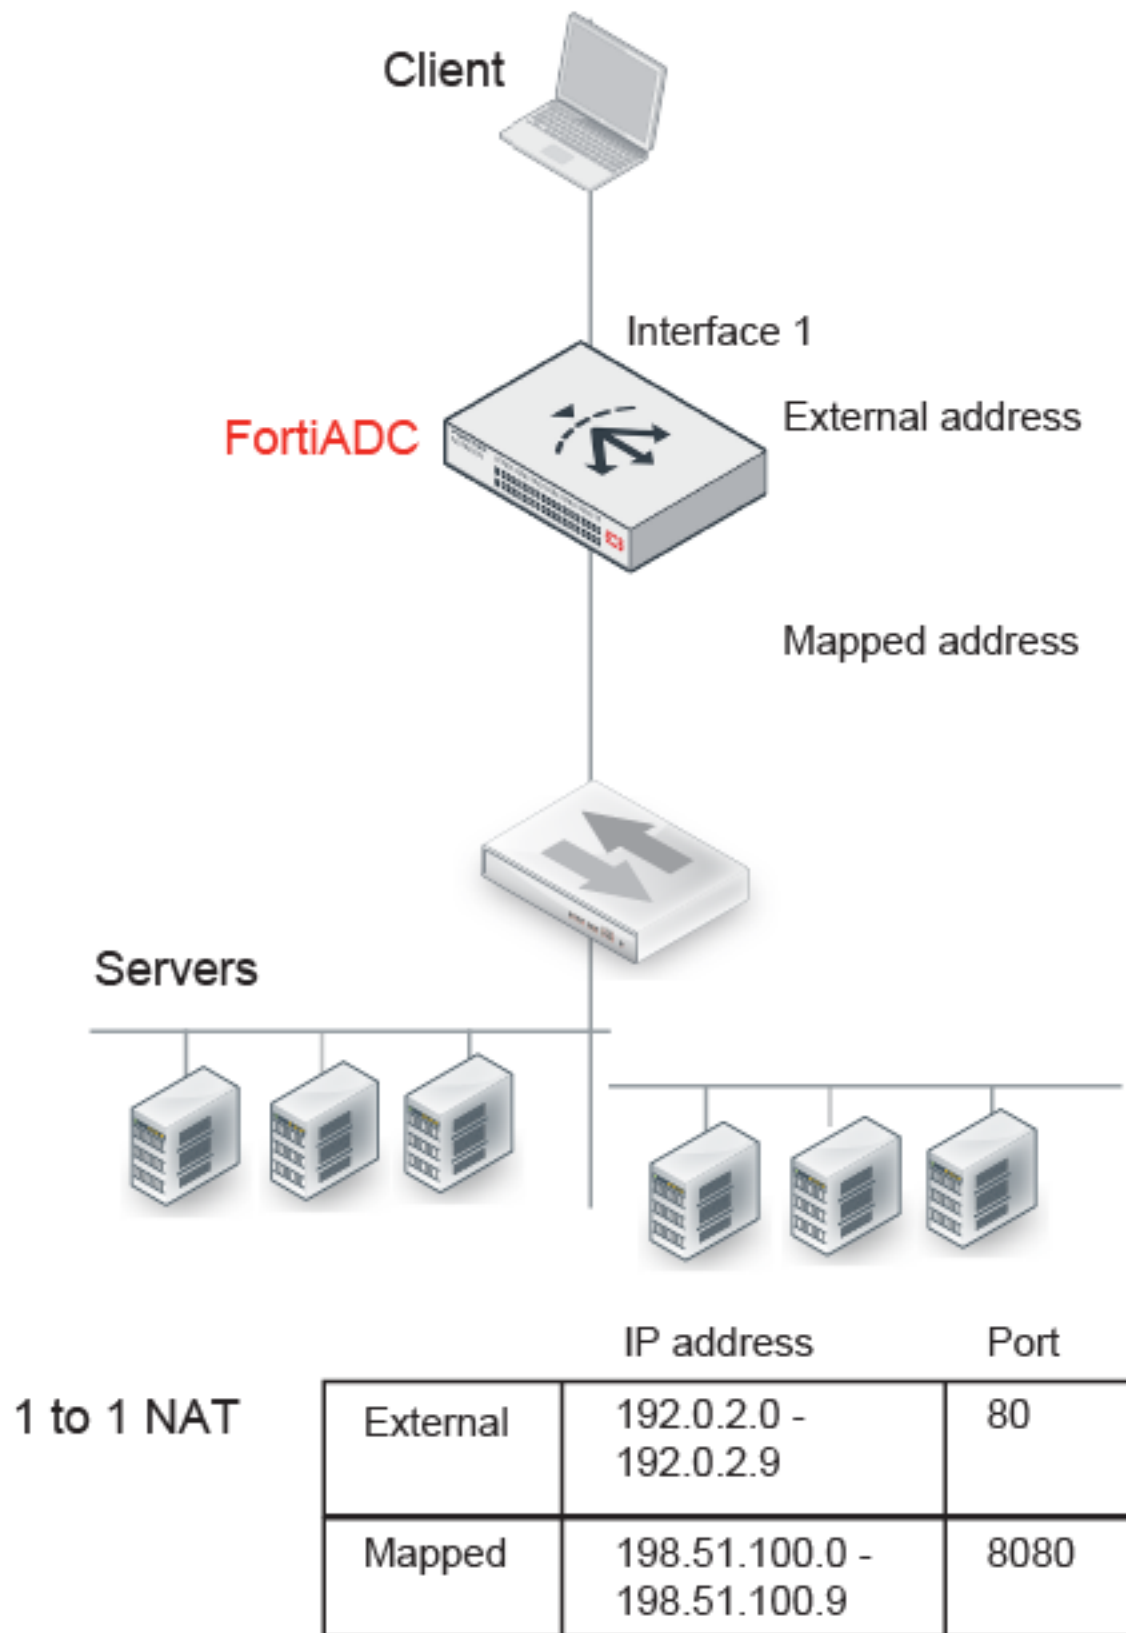 Client
Interface 1
External address
FortiADC
Mapped address
Servers
IP address Port
1 to 1 NAT
External 192.0.2.0 - 80
192.0.2.9
Mapped 198.51.100.0 - 8080
198.51.100.9